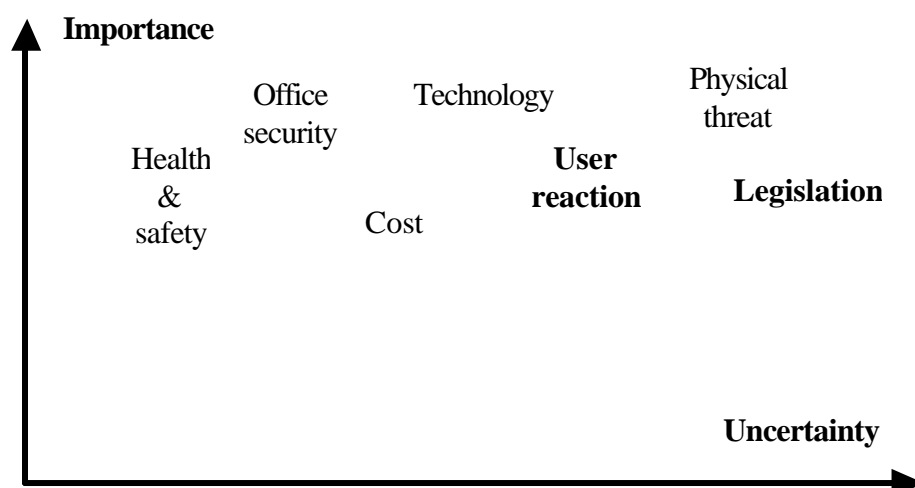 Importance
Office
security
Technology
Physical
threat
Health
&
safety
User
reaction
Legislation
Cost
Uncertainty